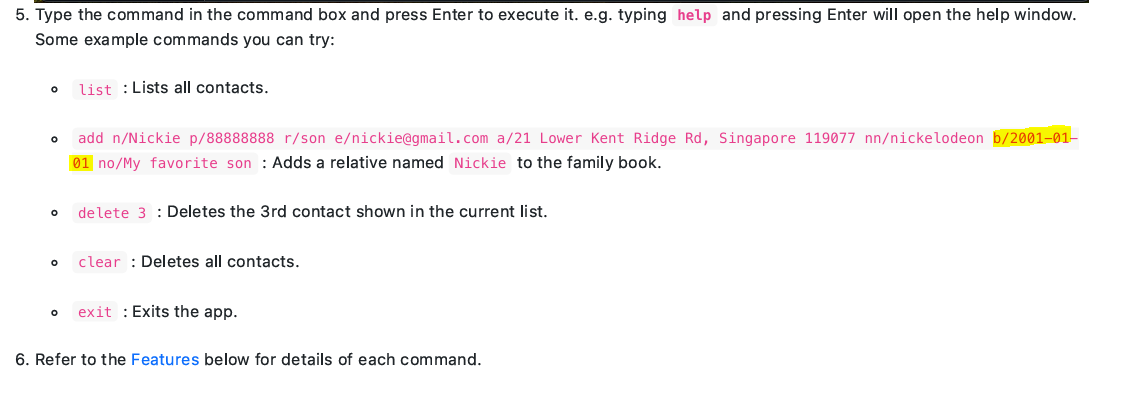 5. Type the command in the command box and press Enter to execute it. e.g. typing help and pressing Enter will open the help window.
Some example commands you can try:
list : Lists all contacts.
add n/Nickie p/88888888 r/son e/nickie@gmail.com a/21 Lower Kent Ridge Rd, Singapore 119077 nn/nickelodeon b/2001-01-
01 no/My favorite son : Adds a relative named Nickie to the family book.
delete 3 : Deletes the 3rd contact shown in the current list.
clear : Deletes all contacts.
exit : Exits the app.
6. Refer to the Features below for details of each command.